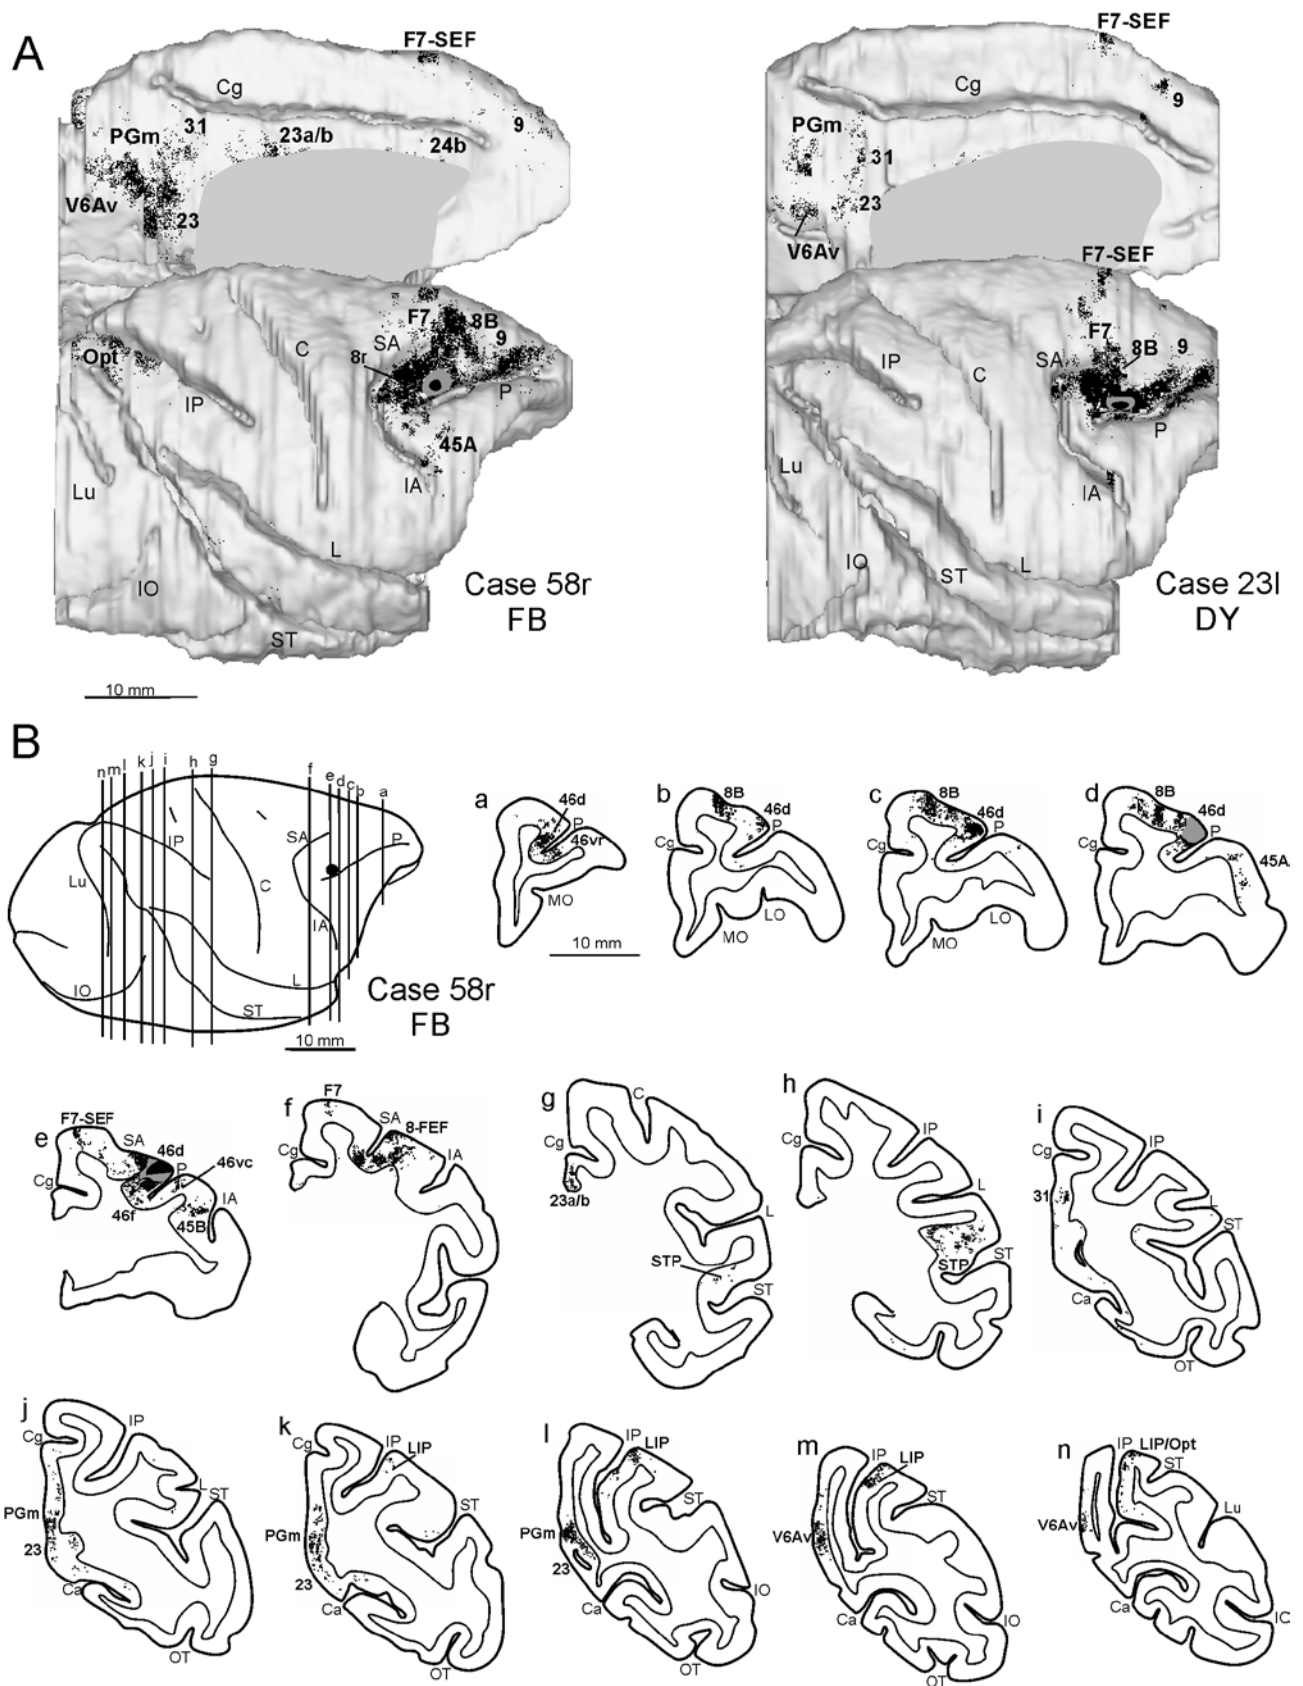 A
F7-SEF
Cg
31
PGm
23a/b
24b
9
V6Av
23
Opt
SA
F7
8B
9
8r
C
P
IP
45A
IA
Lu
L
IO
ST
Case 58r
FB
10 mm
F7-SEF
Cg
9
PGm
31
23
V6Av
F7-SEF
F7
8B
9
SA
IP
C
P
Lu
IA
IO
ST
L
Case 23l
DY
B
n m l k j i h g f e d c b a
SA
P
IP
Lu
C
IA
IO
L
ST
Case 58r
FB
10 mm
a
46d
P
46vr
MO
10 mm
b
8B
46d
P
Cg
LO
MO
c
8B
46d
P
Cg
LO
MO
d
8B
46d
P
Cg
45A
e
F7-SEF
SA
46d
P
46vc
Cg
IA
46f
45B
f
F7
SA
8-FEF
Cg
IA
g
C
Cg
23a/b
L
STP
ST
h
Cg
IP
L
ST
STP
i
Cg
IP
31
L
ST
Ca
OT
j
IP
Cg
L
ST
PGm
23
Ca
OT
k
IP
LIP
Cg
ST
PGm
23
Ca
OT
l
IP
LIP
ST
PGm
23
Ca
IO
OT
m
IP
LIP
ST
V6Av
Ca
IO
OT
n
IP
LIP/Opt
ST
Lu
V6Av
Ca
IO
OT